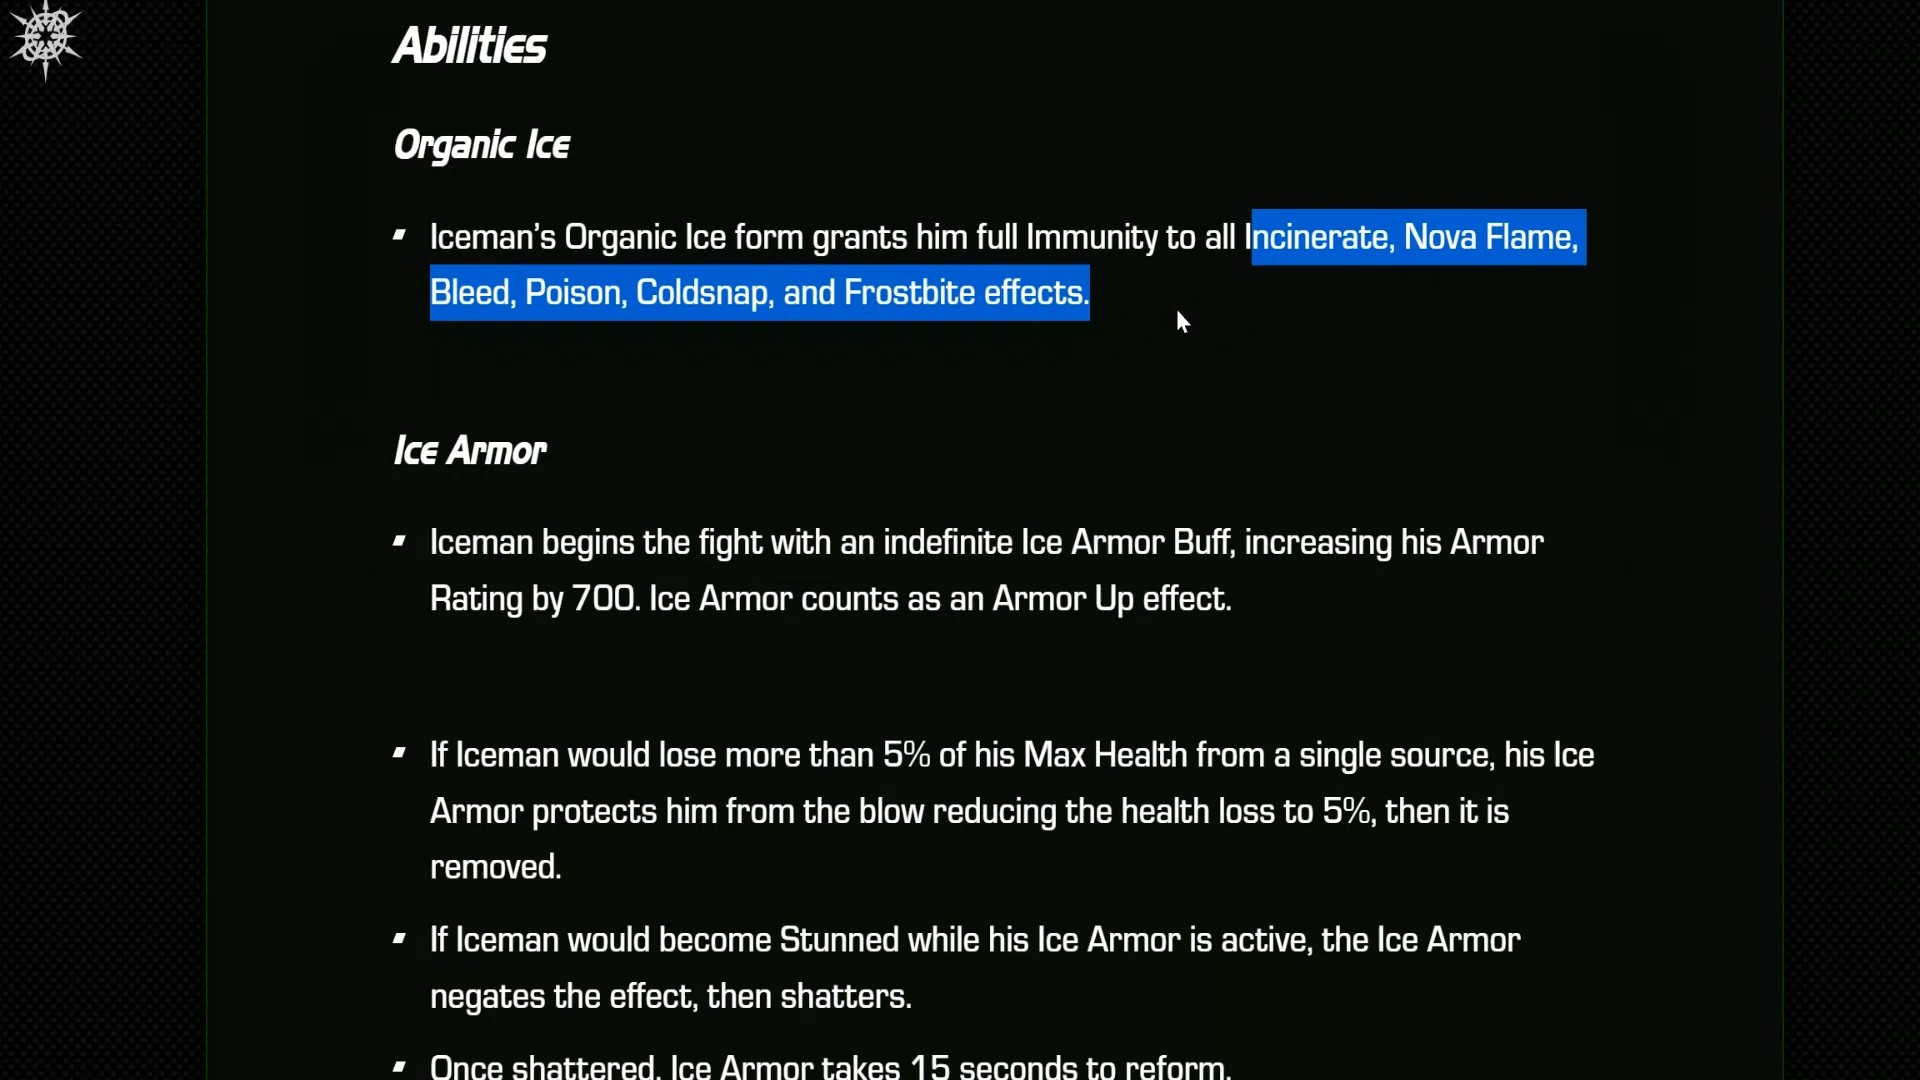 Abilities
Organic Ice
Iceman’s Organic Ice form grants him full Immunity to all Incinerate, Nova Flame,
Bleed, Poison, Coldsnap, and Frostbite effects.
Ice Armor
Iceman begins the fight with an indefinite Ice Armor Buff, increasing his Armor
Rating by 700. Ice Armor counts as an Armor Up effect.
If Iceman would lose more than 5% of his Max Health from a single source, his Ice
Armor protects him from the blow reducing the health loss to 5%, then it is
removed.
If Iceman would become Stunned while his Ice Armor is active, the Ice Armor
negates the effect, then shatters.
Once shattered, Ice Armor takes 15 seconds to reform.